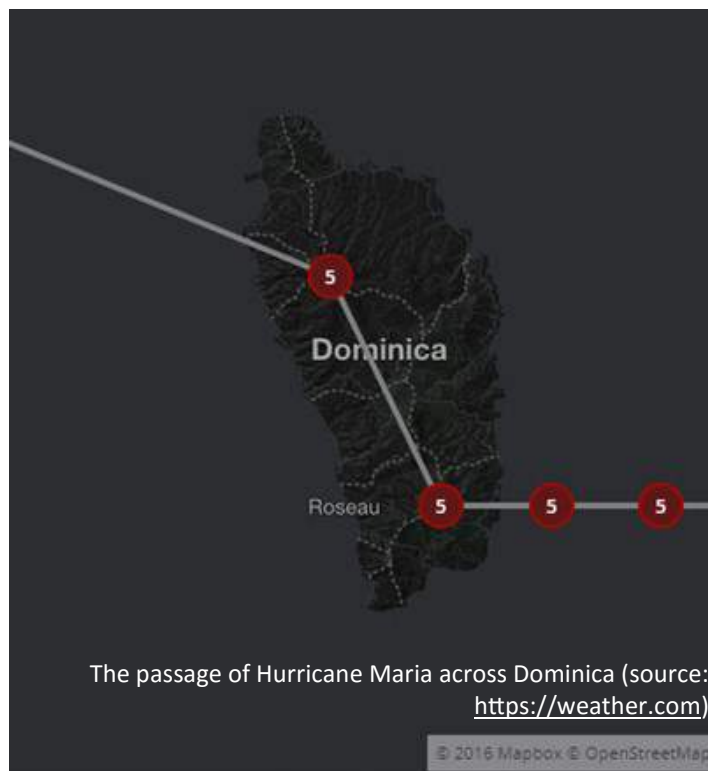 5
Dominica
Roseau
5
5
5
The passage of Hurricane Maria across Dominica (source:
https://weather.com)
© 2016 Mapbox © OpenStreetMap